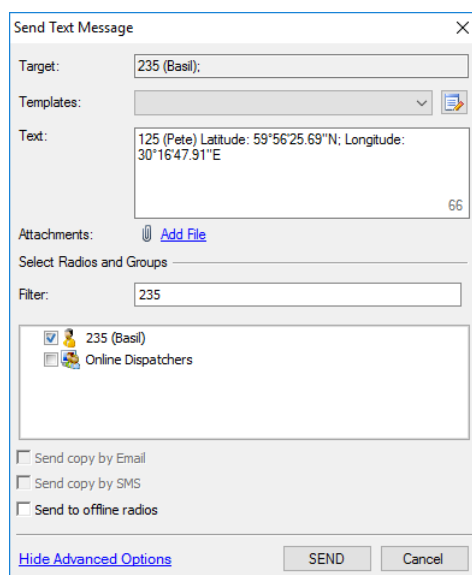 Send Text Message
Target: 235 (Basil);
Templates:
Text: 125 (Pete) Latitude: 59°56'25.69"N; Longitude:
30°16'47.91"E
66
Attachments: Add File
Select Radios and Groups
Filter: 235
235 (Basil)
Online Dispatchers
Send copy by Email
Send copy by SMS
Send to offline radios
Hide Advanced Options SEND Cancel